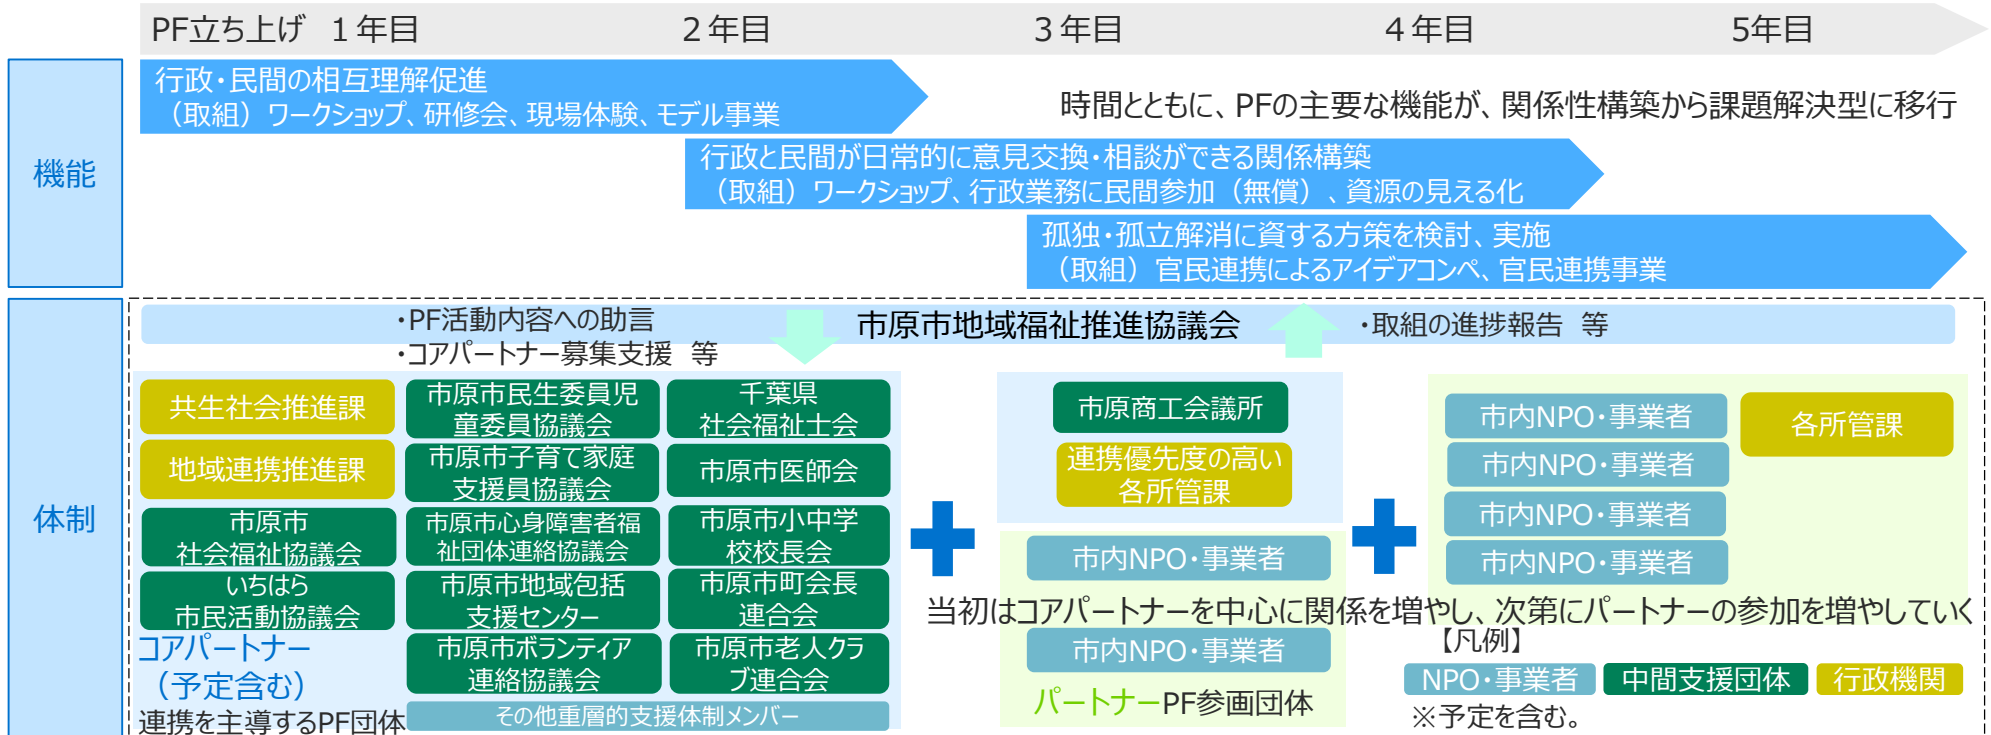 PF立ち上げ 1年目
2年目
3年目
4年目
5年目
機能
行政・民間の相互理解促進
（取組）ワークショップ、研修会、現場体験、モデル事業
時間とともに、PFの主要な機能が、関係性構築から課題解決型に移行
行政と民間が日常的に意見交換・相談ができる関係構築
（取組）ワークショップ、行政業務に民間参加（無償）、資源の見える化
孤独・孤立解消に資する方策を検討、実施
（取組）官民連携によるアイデアコンペ、官民連携事業
体制
・PF活動内容への助言
・コアパートナー募集支援 等
市原市地域福祉推進協議会
・取組の進捗報告 等
共生社会推進課
地域連携推進課
市原市
社会福祉協議会
いちはら
市民活動協議会
コアパートナー
（予定含む）
連携を主導するPF団体
市原市民生委員児
童委員協議会
市原市子育て家庭
支援員協議会
市原市心身障害者福
祉団体連絡協議会
市原市地域包括
支援センター
市原市ボランティア
連絡協議会
千葉県
社会福祉士会
市原市医師会
市原市小中学
校校長会
市原市町会長
連合会
市原市老人クラ
ブ連合会
その他重層的支援体制メンバー
市原商工会議所
連携優先度の高い
各所管課
市内NPO・事業者
当初はコアパートナーを中心に関係を増やし、次第にパートナーの参加を増やしていく
市内NPO・事業者
パートナーPF参画団体
市内NPO・事業者
市内NPO・事業者
市内NPO・事業者
市内NPO・事業者
各所管課
【凡例】
NPO・事業者
中間支援団体
行政機関
※予定を含む。